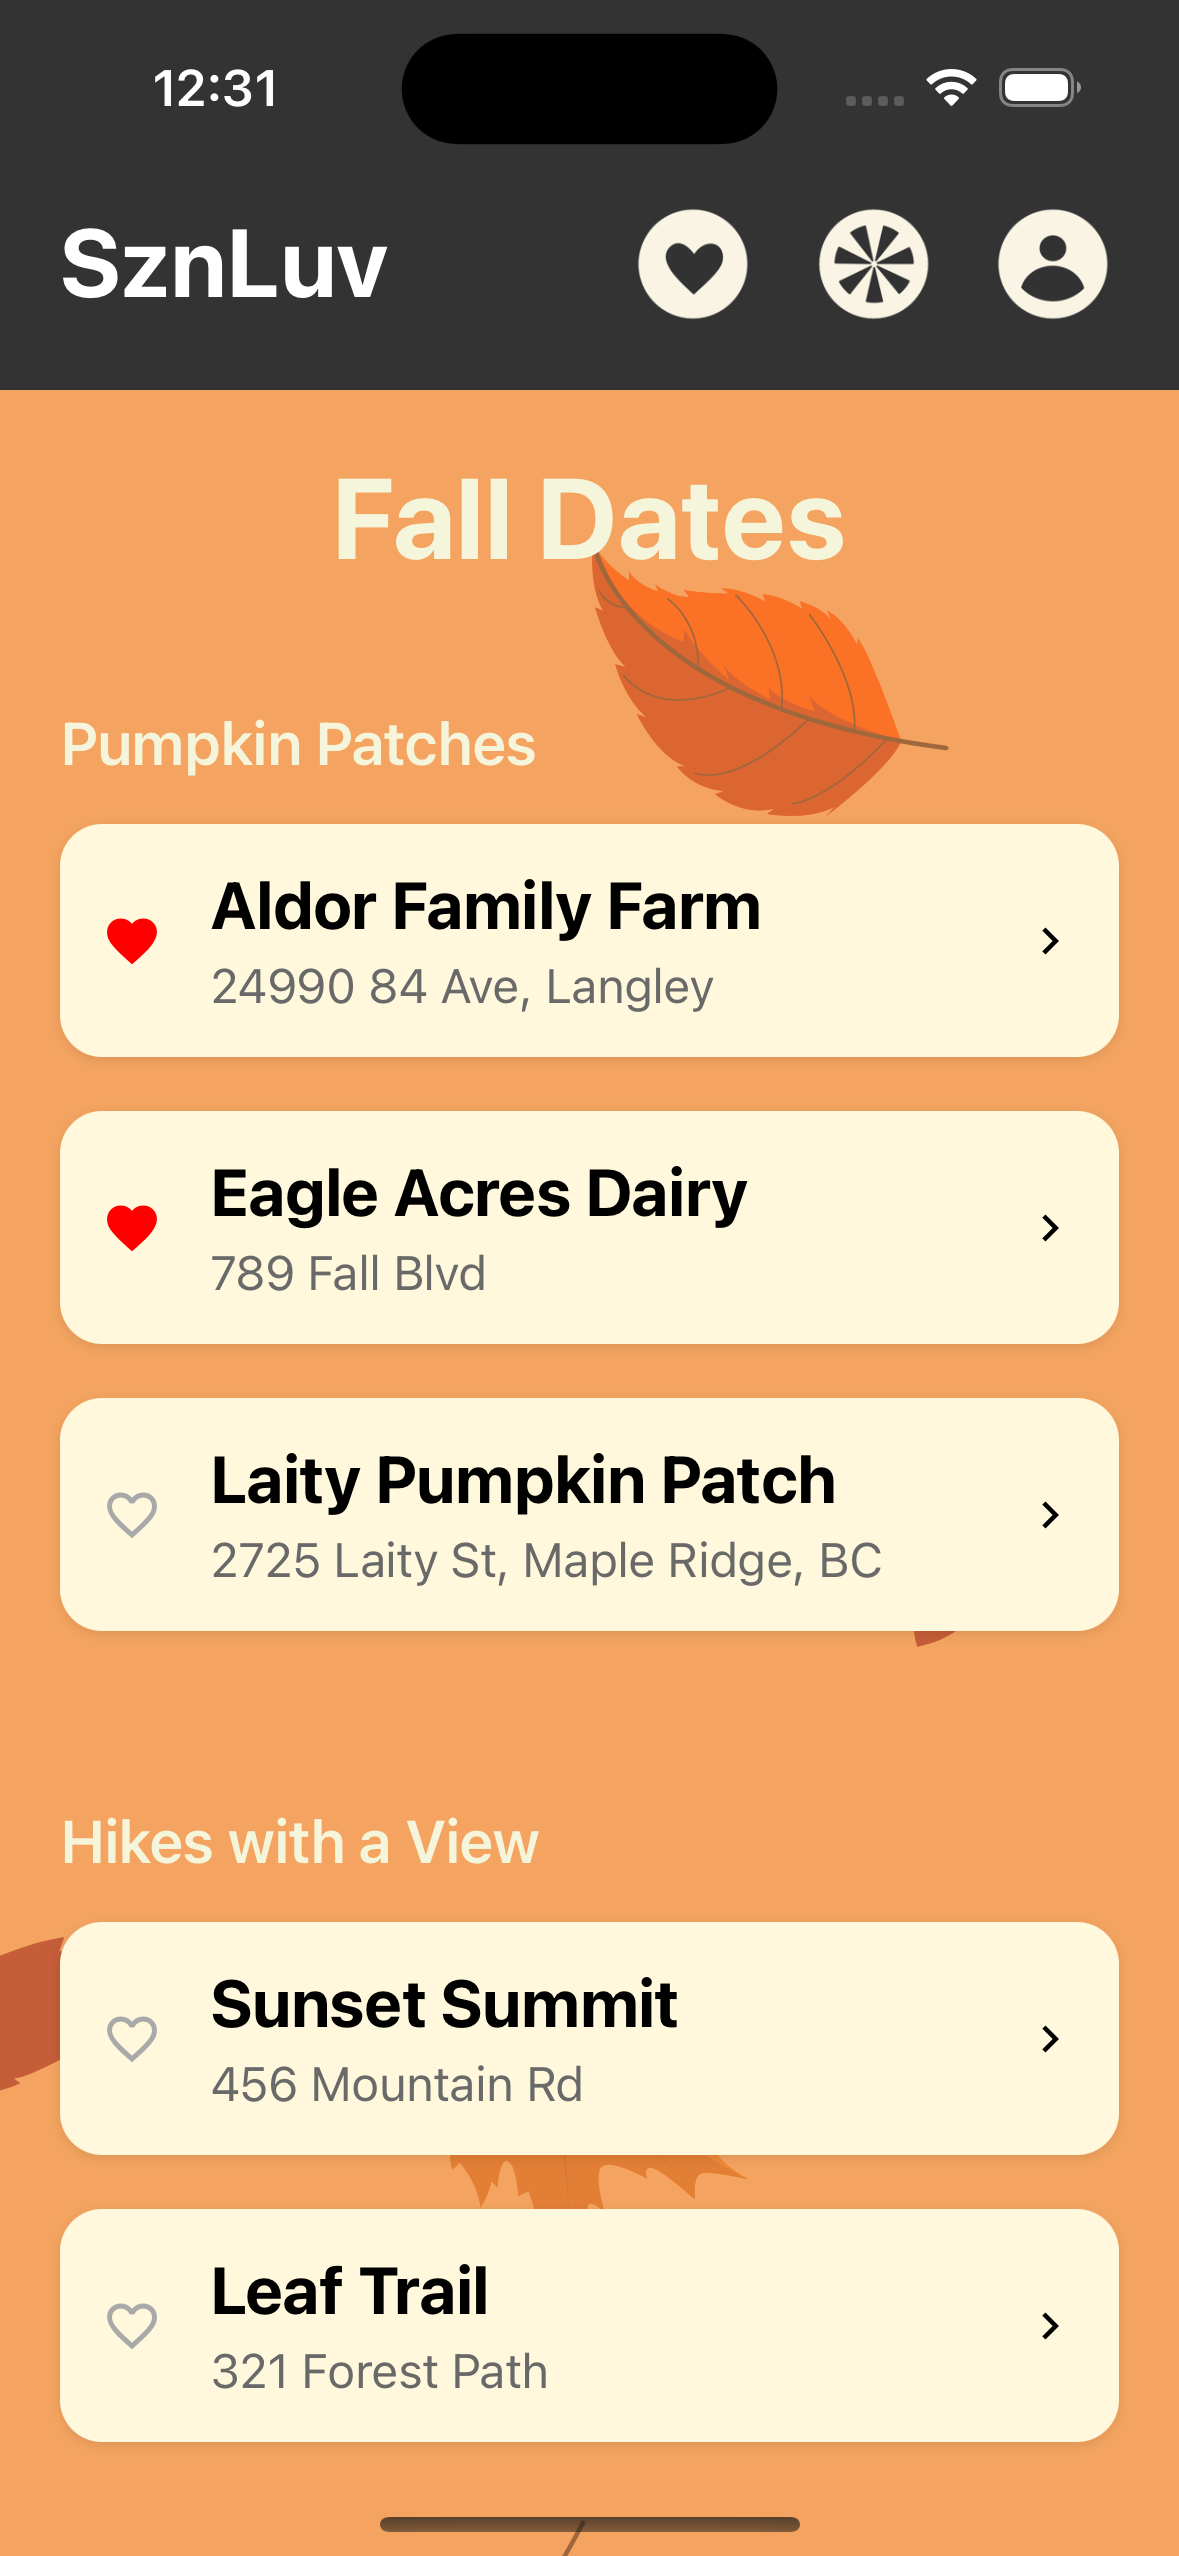 12:31
SznLuv
Fall Dates
Pumpkin Patches
Aldor Family Farm
24990 84 Ave, Langley
Eagle Acres Dairy
789 Fall Blvd
Laity Pumpkin Patch
2725 Laity St, Maple Ridge, BC
Hikes with a View
Sunset Summit
456 Mountain Rd
Leaf Trail
321 Forest Path